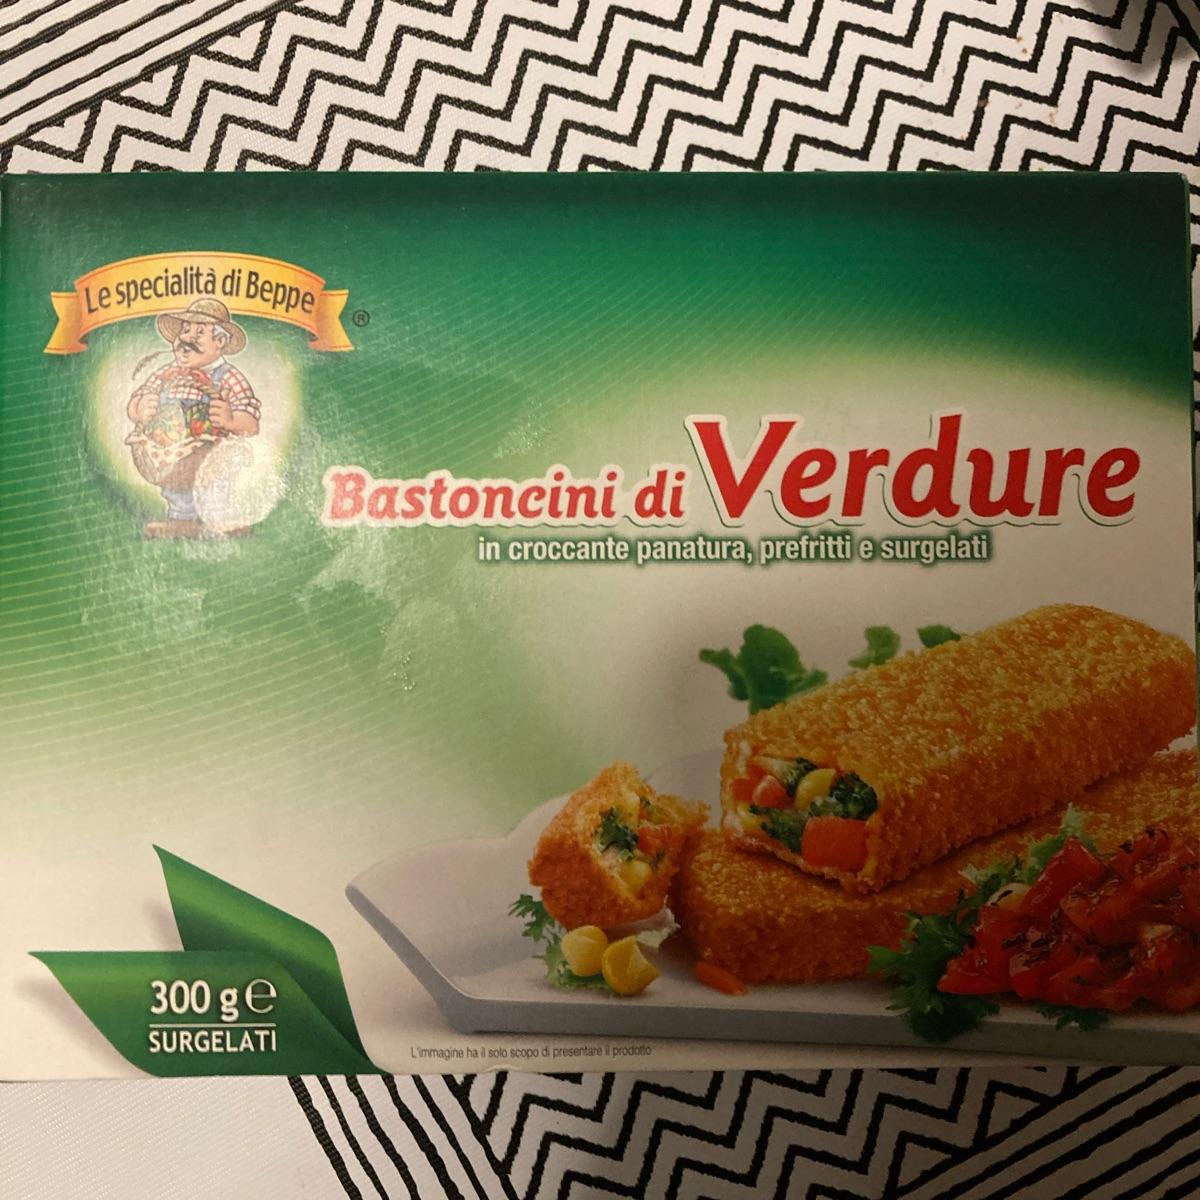 Le specialità di Beppe
®
Bastoncini di Verdure
in croccante panatura, prefritti e surgelati
300 g e
SURGELATI
L'immagine ha il solo scopo di presentare il prodotto